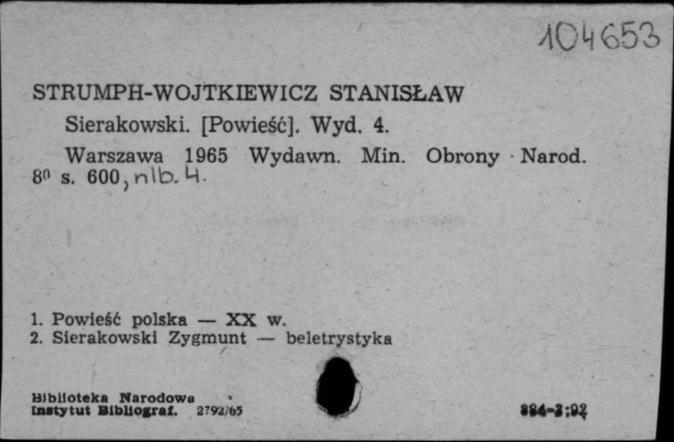 104653
STRUMPH-WOJTKIEWICZ STANISŁAW
Sierakowski. [Powieść]. Wyd. 4.
Warszawa 1965 Wydawn. Min. Obrony Narod.
8⁰ s. 600, nlb. 4.
1. Powieść polska — XX w.
2. Sierakowski Zygmunt — beletrystyka
Biblioteka Narodowa
Instytut Bibliograf. 2792/65